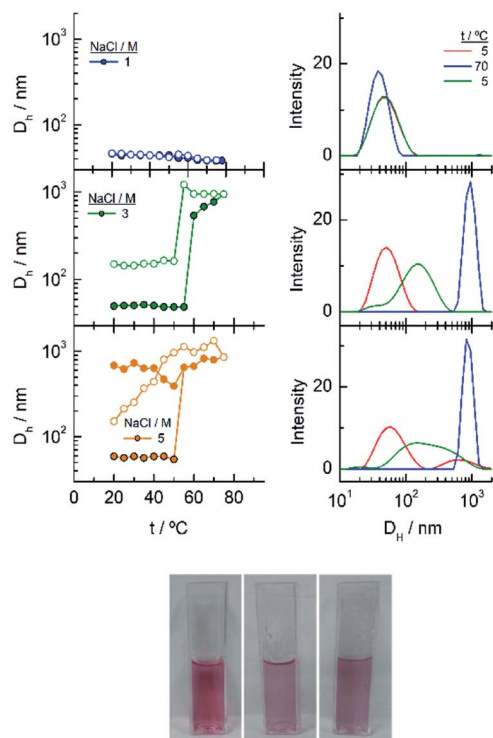 D_h / nm
10²
NaCl / M
1
Intensity
20
0
t / ºC
5
70
5
D_h / nm
10³
10²
NaCl / M
3
Intensity
20
0
D_h / nm
10³
10²
NaCl / M
5
0 20 40 60 80
t / ºC
Intensity
20
0
10¹ 10² 10³
D_H / nm